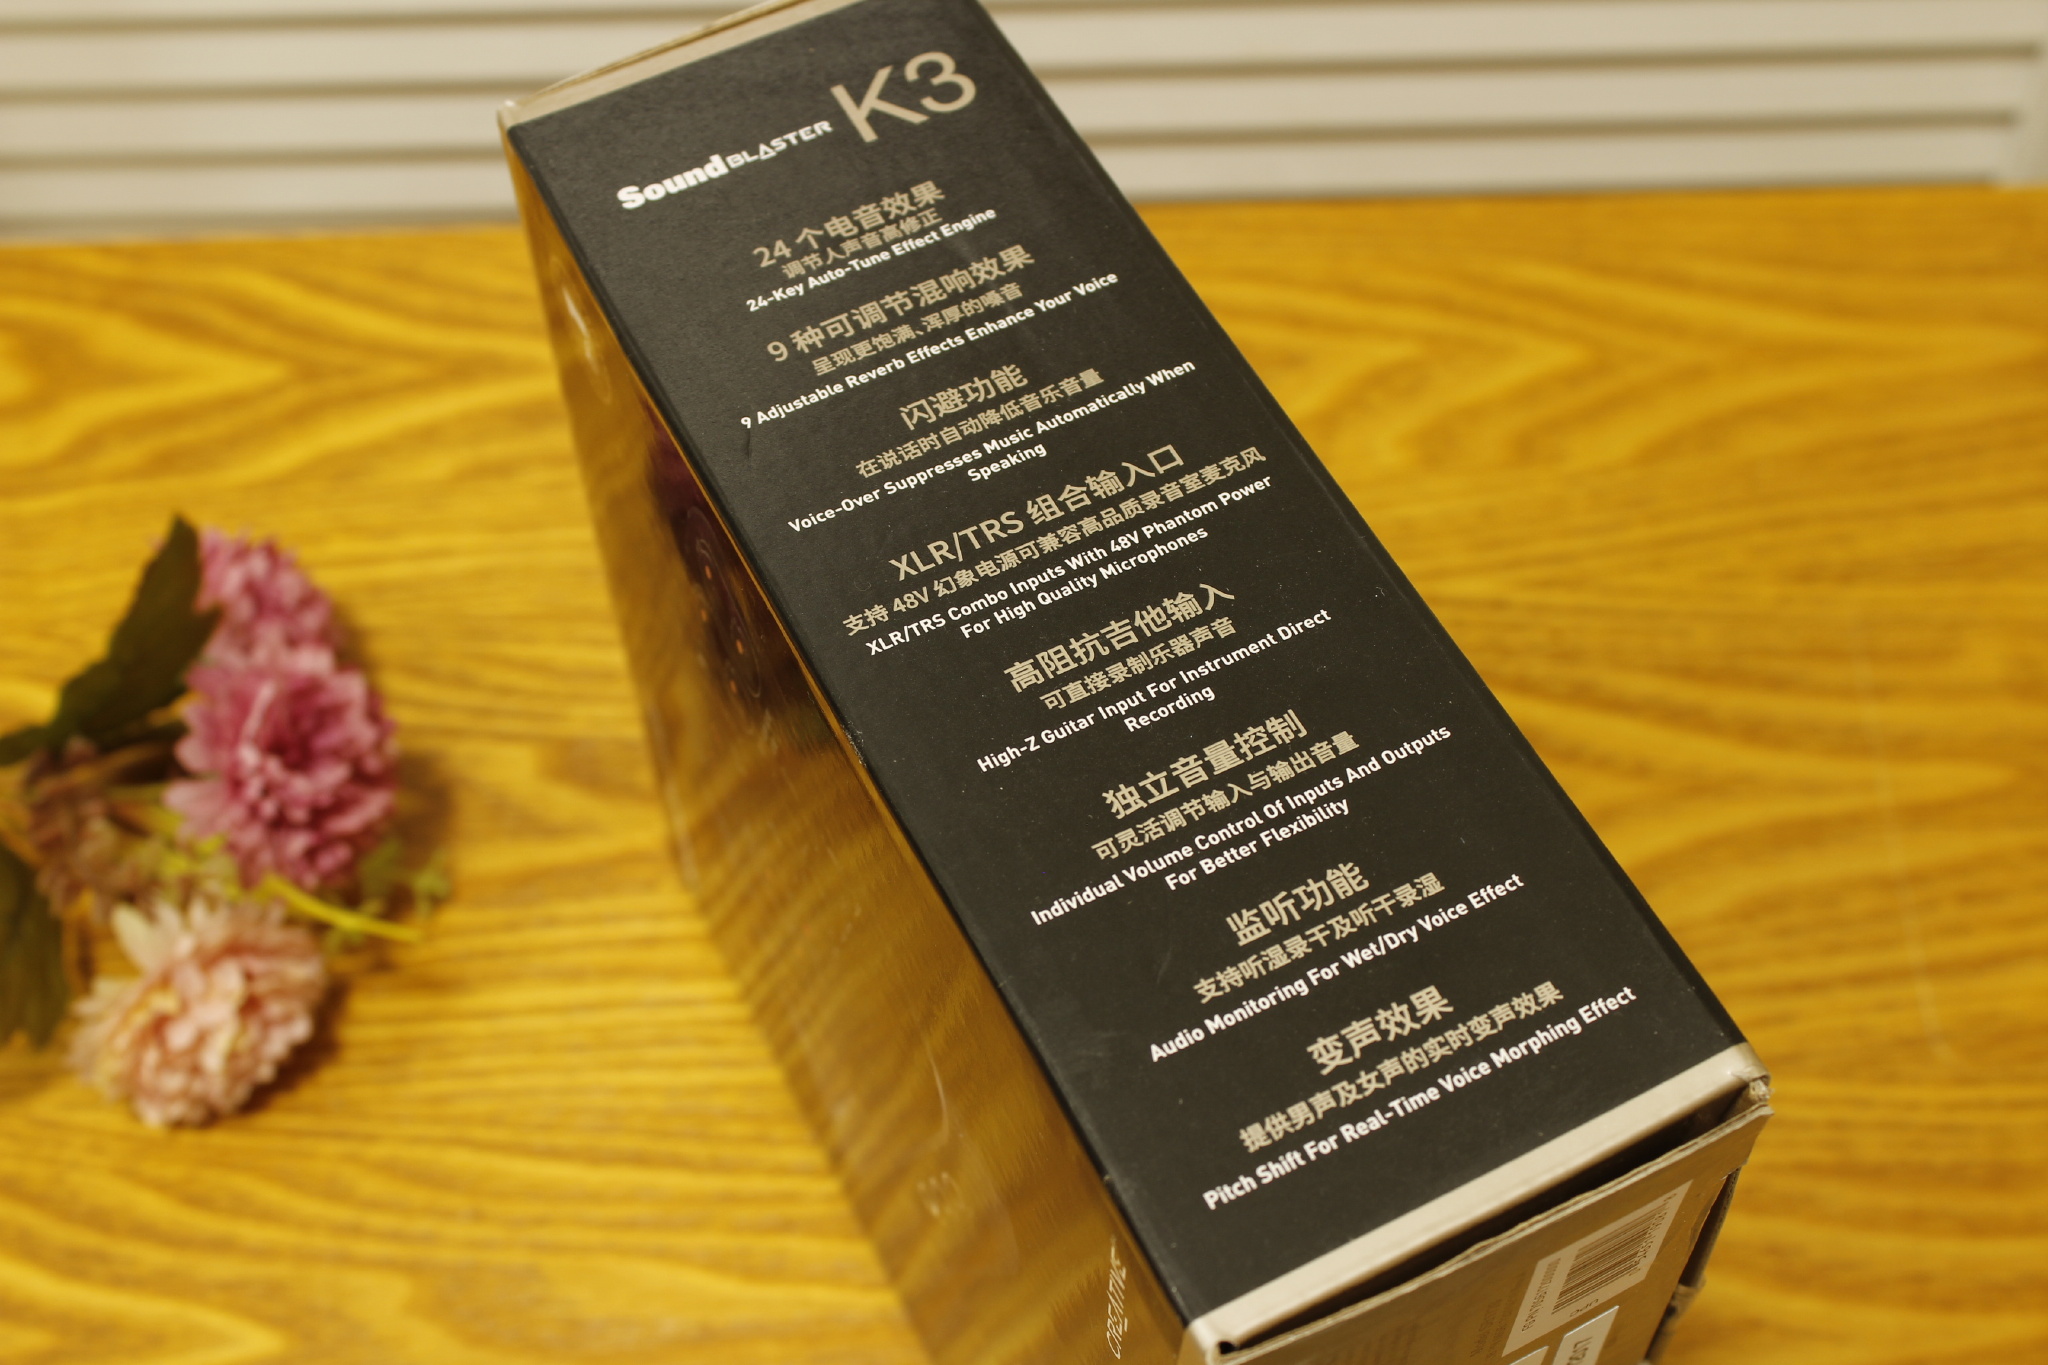 Sound BLASTER K3
24 个电音效果
调节人声音高修正
24-Key Auto-Tune Effect Engine
9 种可调节混响效果
呈现更饱满、浑厚的嗓音
9 Adjustable Reverb Effects Enhance Your Voice
闪避功能
在说话时自动降低音乐音量
Voice-Over Suppresses Music Automatically When
Speaking
XLR/TRS 组合输入口
支持 48V 幻象电源可兼容高品质录音室麦克风
XLR/TRS Combo Inputs With 48V Phantom Power
For High Quality Microphones
高阻抗吉他输入
可直接录制乐器声音
High-Z Guitar Input For Instrument Direct
Recording
独立音量控制
可灵活调节输入与输出音量
Individual Volume Control Of Inputs And Outputs
For Better Flexibility
监听功能
支持听湿录干及听干录湿
Audio Monitoring For Wet/Dry Voice Effect
变声效果
提供男声及女声的实时变声效果
Pitch Shift For Real-Time Voice Morphing Effect
CREATIVE